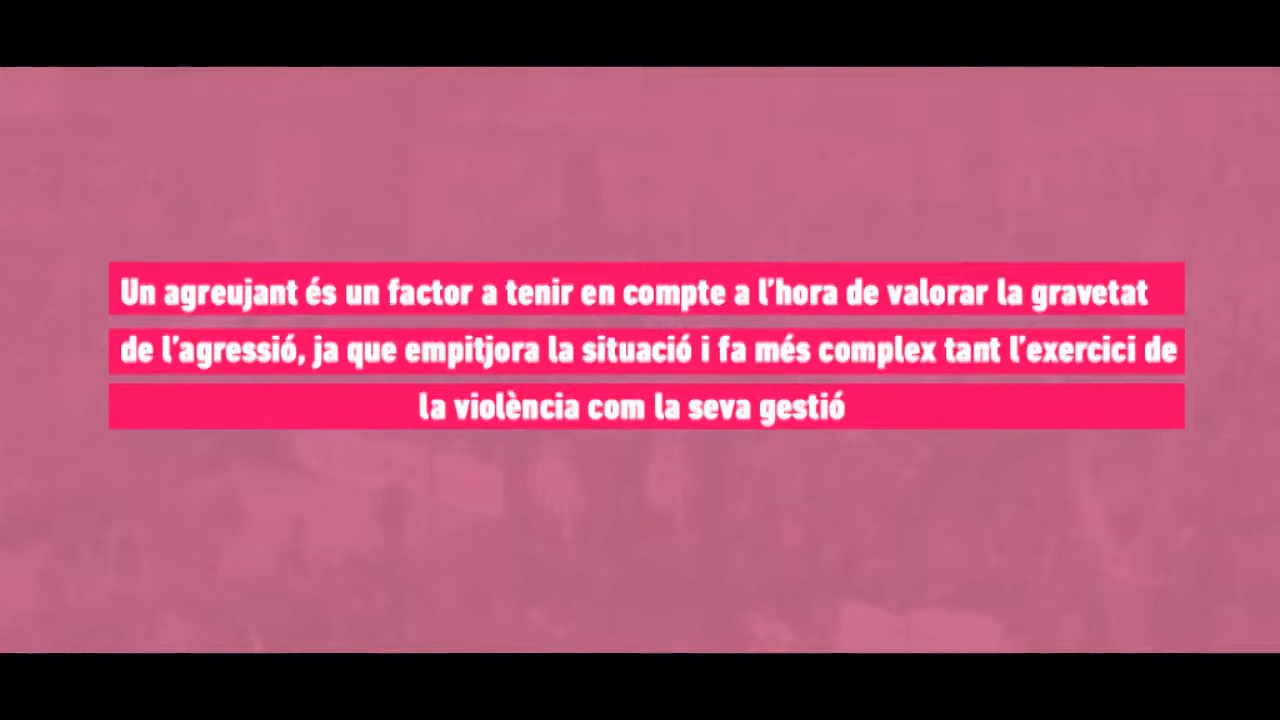 Un agreujant és un factor a tenir en compte a l'hora de valorar la gravetat
de l'agressió, ja que empitjora la situació i fa més complex tant l'exercici de
la violència com la seva gestió